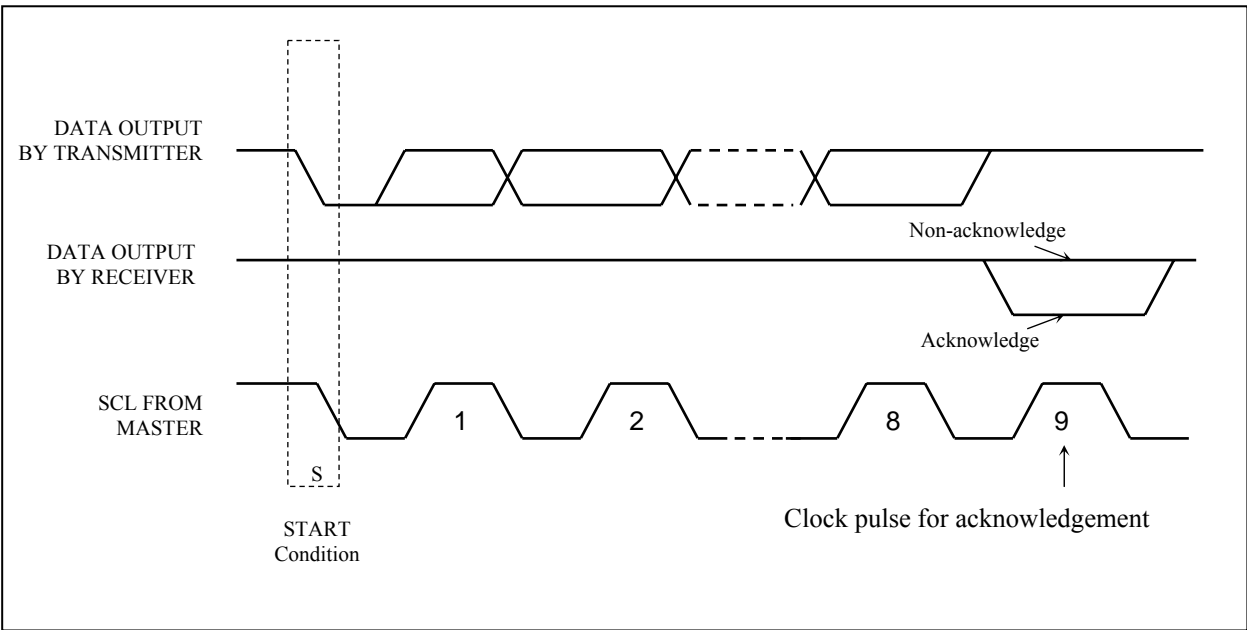 DATA OUTPUT
BY TRANSMITTER
DATA OUTPUT
BY RECEIVER
Non-acknowledge
Acknowledge
SCL FROM
MASTER
1
2
8
9
S
START
Condition
Clock pulse for acknowledgement